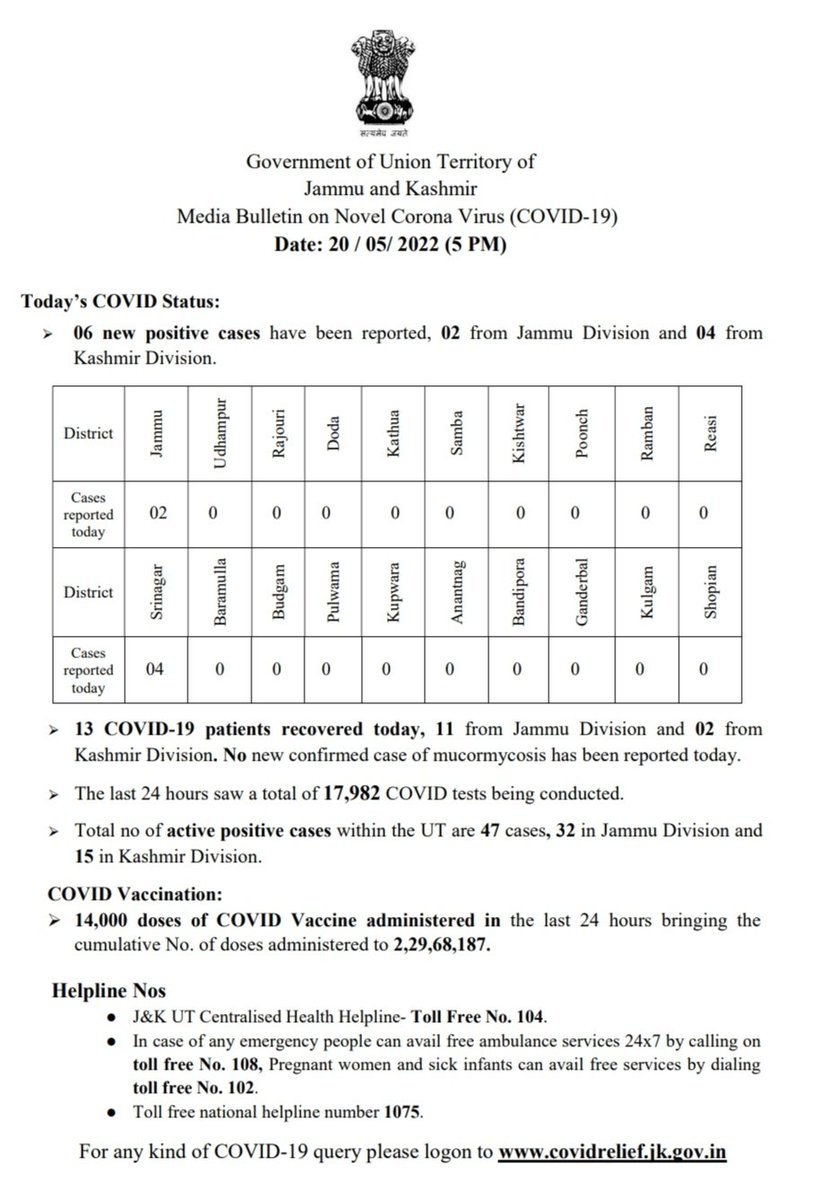 सत्यमेव जयते
Government of Union Territory of
Jammu and Kashmir
Media Bulletin on Novel Corona Virus (COVID-19)
Date: 20 / 05/ 2022 (5 PM)
Today’s COVID Status:
➢ 06 new positive cases have been reported, 02 from Jammu Division and 04 from
Kashmir Division.
District Jammu Udhampur Rajouri Doda Kathua Samba Kishtwar Poonch Ramban Reasi
Cases
reported
today
02 0 0 0 0 0 0 0 0 0
District Srinagar Baramulla Budgam Pulwama Kupwara Anantnag Bandipora Ganderbal Kulgam Shopian
Cases
reported
today
04 0 0 0 0 0 0 0 0 0
➢ 13 COVID-19 patients recovered today, 11 from Jammu Division and 02 from
Kashmir Division. No new confirmed case of mucormycosis has been reported today.
➢ The last 24 hours saw a total of 17,982 COVID tests being conducted.
➢ Total no of active positive cases within the UT are 47 cases, 32 in Jammu Division and
15 in Kashmir Division.
COVID Vaccination:
➢ 14,000 doses of COVID Vaccine administered in the last 24 hours bringing the
cumulative No. of doses administered to 2,29,68,187.
Helpline Nos
● J&K UT Centralised Health Helpline- Toll Free No. 104.
● In case of any emergency people can avail free ambulance services 24x7 by calling on
toll free No. 108, Pregnant women and sick infants can avail free services by dialing
toll free No. 102.
● Toll free national helpline number 1075.
For any kind of COVID-19 query please logon to www.covidrelief.jk.gov.in